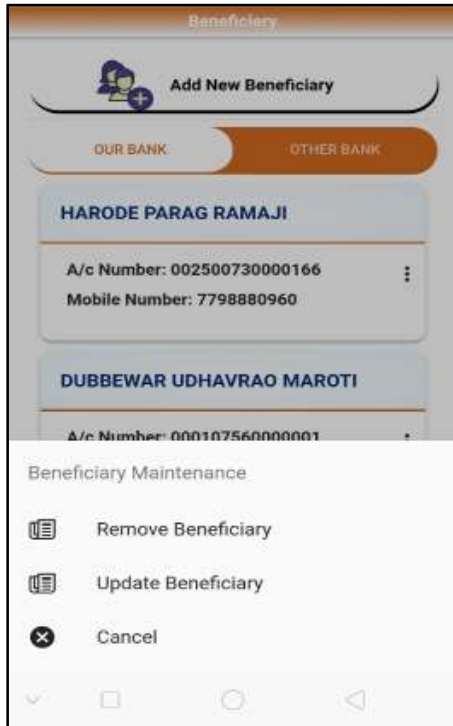 Beneficiary
Add New Beneficiary
OUR BANK
OTHER BANK
HARODE PARAG RAMAJI
A/c Number: 002500730000166
Mobile Number: 7798880960
DUBBEWAR UDHAVRAO MAROTI
A/c Number: 000107560000001
Beneficiary Maintenance
Remove Beneficiary
Update Beneficiary
Cancel